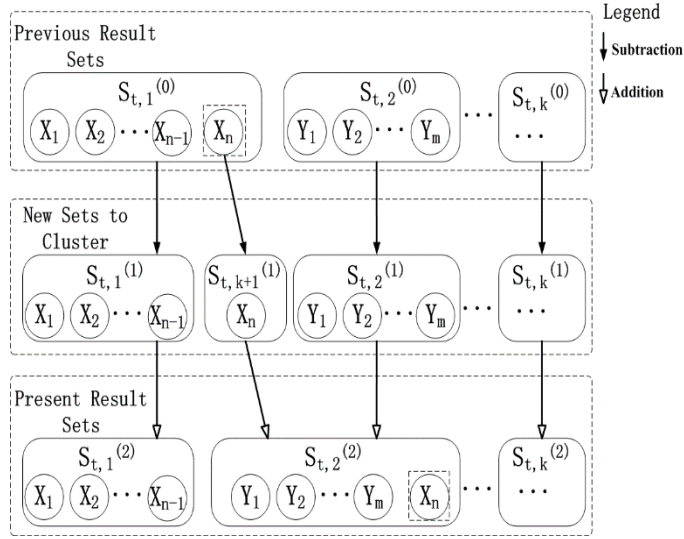 Legend
Subtraction
Addition
Previous Result
Sets
S_{t,1}^{(0)} S_{t,2}^{(0)} S_{t,k}^{(0)}
X_1 X_2 ··· X_{n-1} X_n Y_1 Y_2 ··· Y_m ··· ···
New Sets to
Cluster
S_{t,1}^{(1)} S_{t,k+1}^{(1)} S_{t,2}^{(1)} S_{t,k}^{(1)}
X_1 X_2 ··· X_{n-1} X_n Y_1 Y_2 ··· Y_m ··· ···
Present Result
Sets
S_{t,1}^{(2)} S_{t,2}^{(2)} S_{t,k}^{(2)}
X_1 X_2 ··· X_{n-1} Y_1 Y_2 ··· Y_m X_n ··· ···